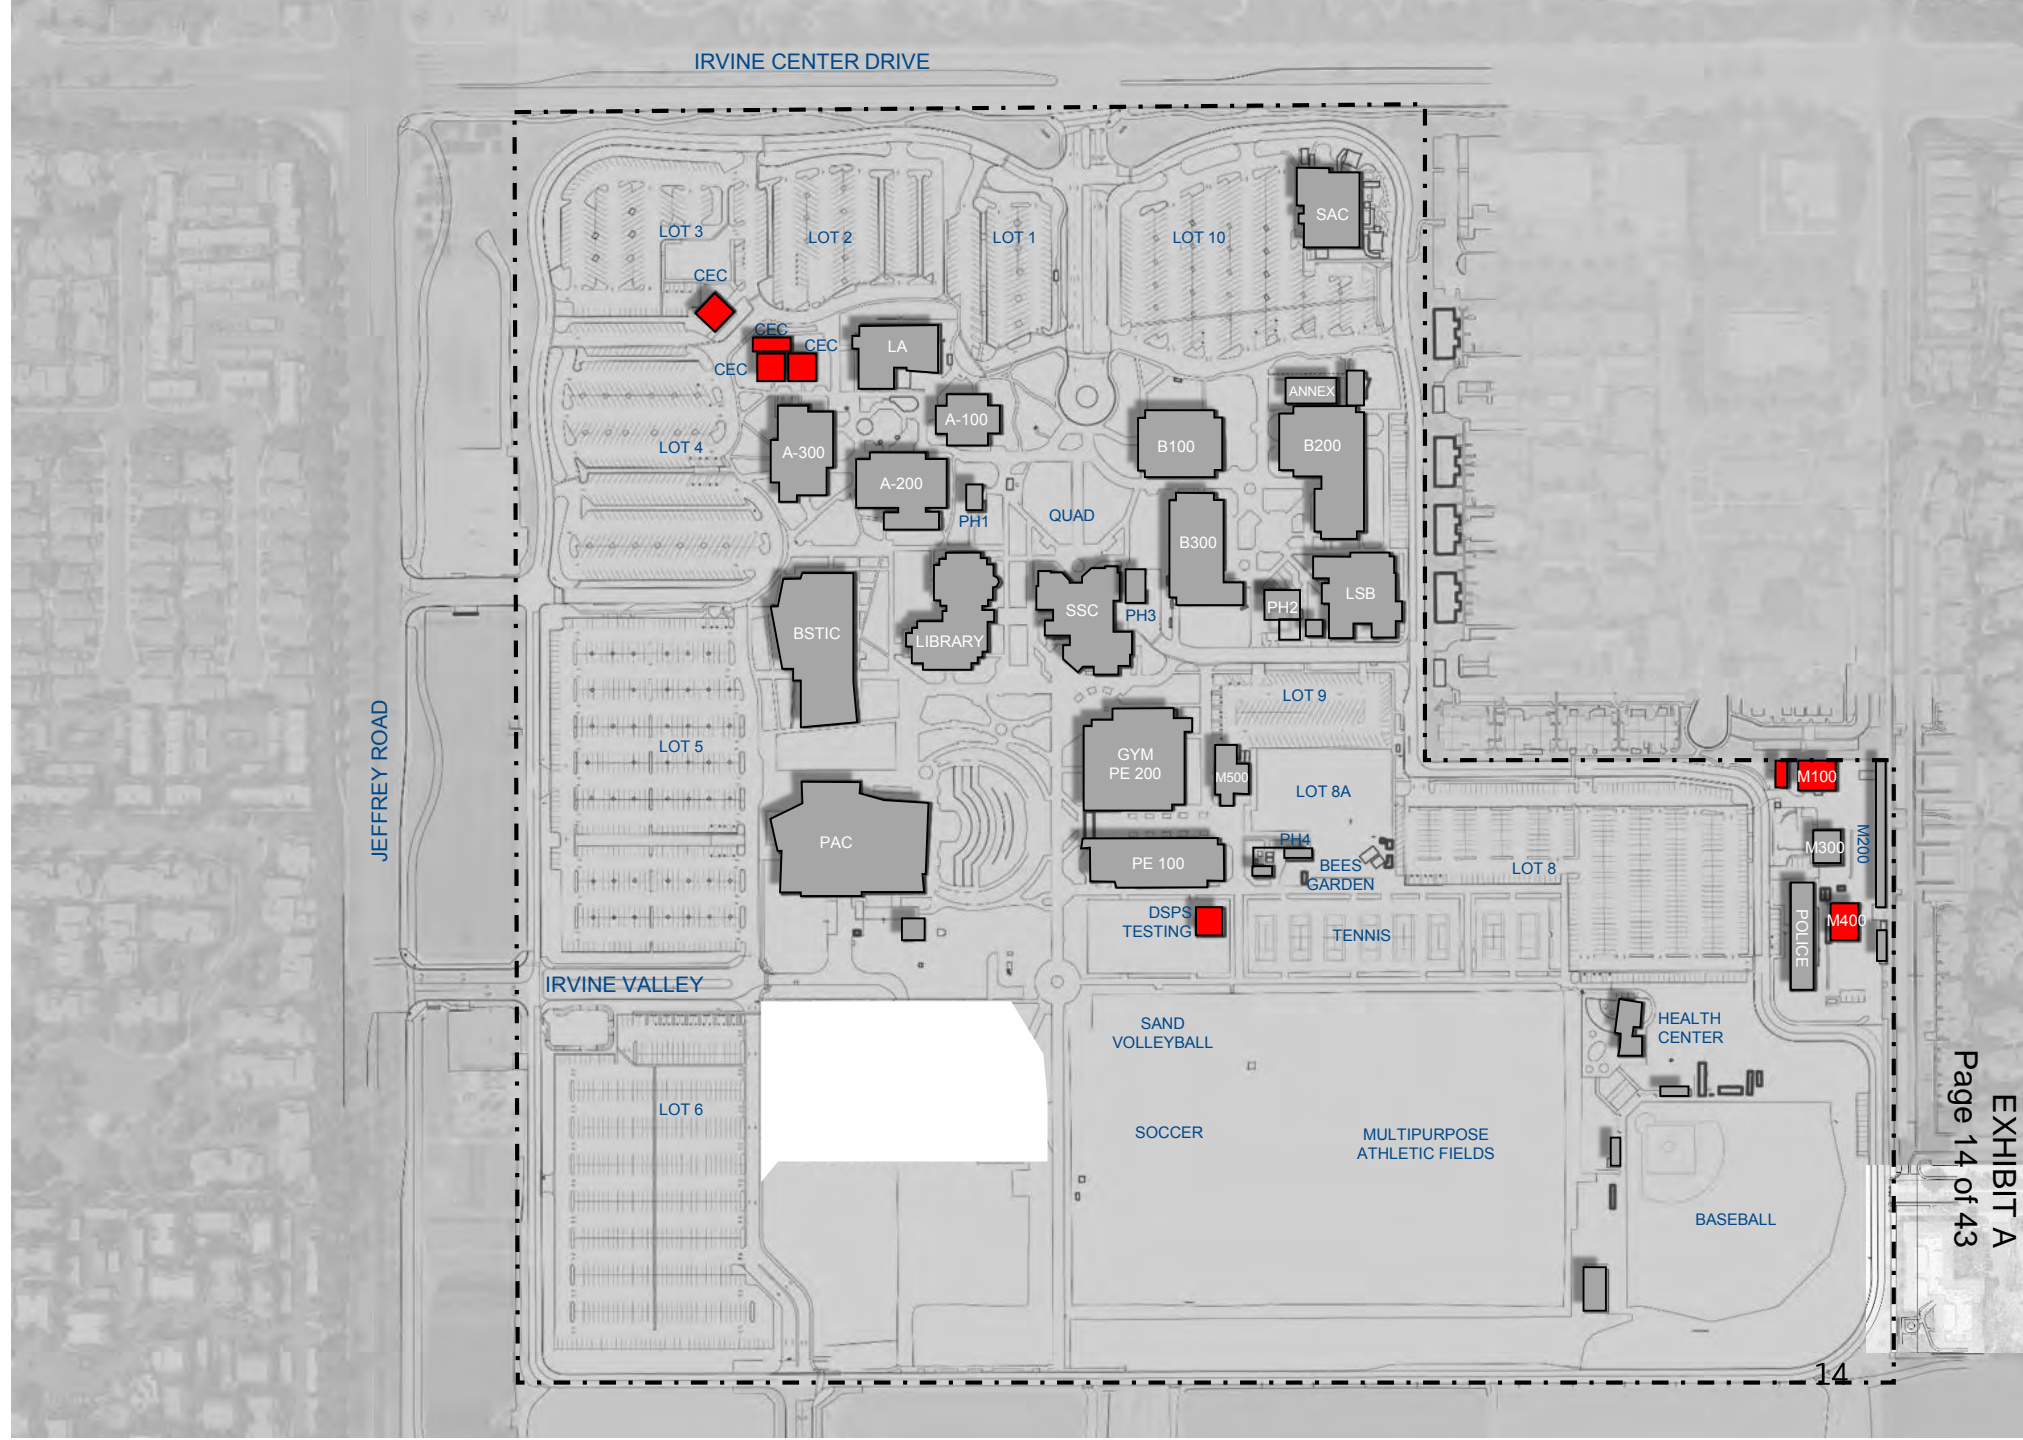 IRVINE CENTER DRIVE
SAC
LOT 3
LOT 2
LOT 1
LOT 10
CEC
CEC
CEC
CEC
LA
ANNEX
A-100
A-300
LOT 4
B100
B200
A-200
PH1
QUAD
B300
LSB
PH2
SSC
PH3
BSTIC
LIBRARY
LOT 9
JEFFREY ROAD
LOT 5
GYM
PE 200
M500
LOT 8A
M100
M200
M300
PAC
PH4
PE 100
BEES
GARDEN
LOT 8
DSPS
TESTING
TENNIS
POLICE
M400
IRVINE VALLEY
SAND
VOLLEYBALL
HEALTH
CENTER
LOT 6
SOCCER
MULTIPURPOSE
ATHLETIC FIELDS
BASEBALL
EXHIBIT A
Page 14 of 43
14